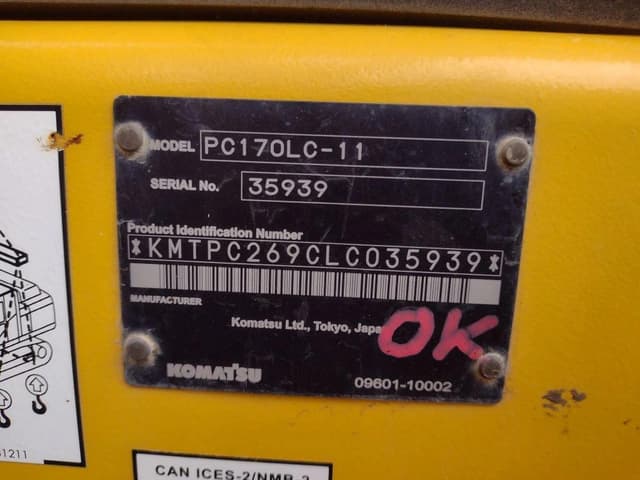 MODEL PC170LC-11
SERIAL No. 35939
Product Identification Number
*KMTPC269CLC035939*
MANUFACTURER
Komatsu Ltd., Tokyo, Japa
OK
KOMATSU
09601-10002
1211
CAN ICES-2/NMB-2